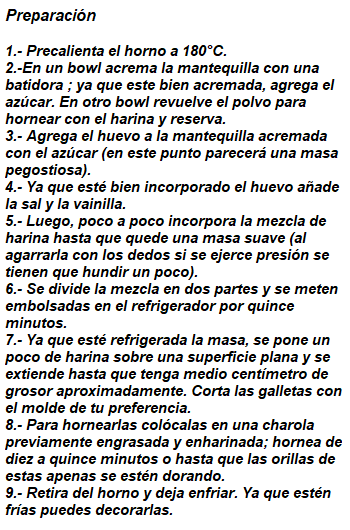 Preparación
1.- Precalienta el horno a 180°C.
2.-En un bowl acrema la mantequilla con una
batidora ; ya que este bien acremada, agrega el
azúcar. En otro bowl revuelve el polvo para
hornear con el harina y reserva.
3.- Agrega el huevo a la mantequilla acremada
con el azúcar (en este punto parecerá una masa
pegostiosa).
4.- Ya que esté bien incorporado el huevo añade
la sal y la vainilla.
5.- Luego, poco a poco incorpora la mezcla de
harina hasta que quede una masa suave (al
agarrarla con los dedos si se ejerce presión se
tienen que hundir un poco).
6.- Se divide la mezcla en dos partes y se meten
embolsadas en el refrigerador por quince
minutos.
7.- Ya que esté refrigerada la masa, se pone un
poco de harina sobre una superficie plana y se
extiende hasta que tenga medio centímetro de
grosor aproximadamente. Corta las galletas con
el molde de tu preferencia.
8.- Para hornearlas colócalas en una charola
previamente engrasada y enharinada; hornea de
diez a quince minutos o hasta que las orillas de
estas apenas se estén dorando.
9.- Retira del horno y deja enfriar. Ya que estén
frías puedes decorarlas.